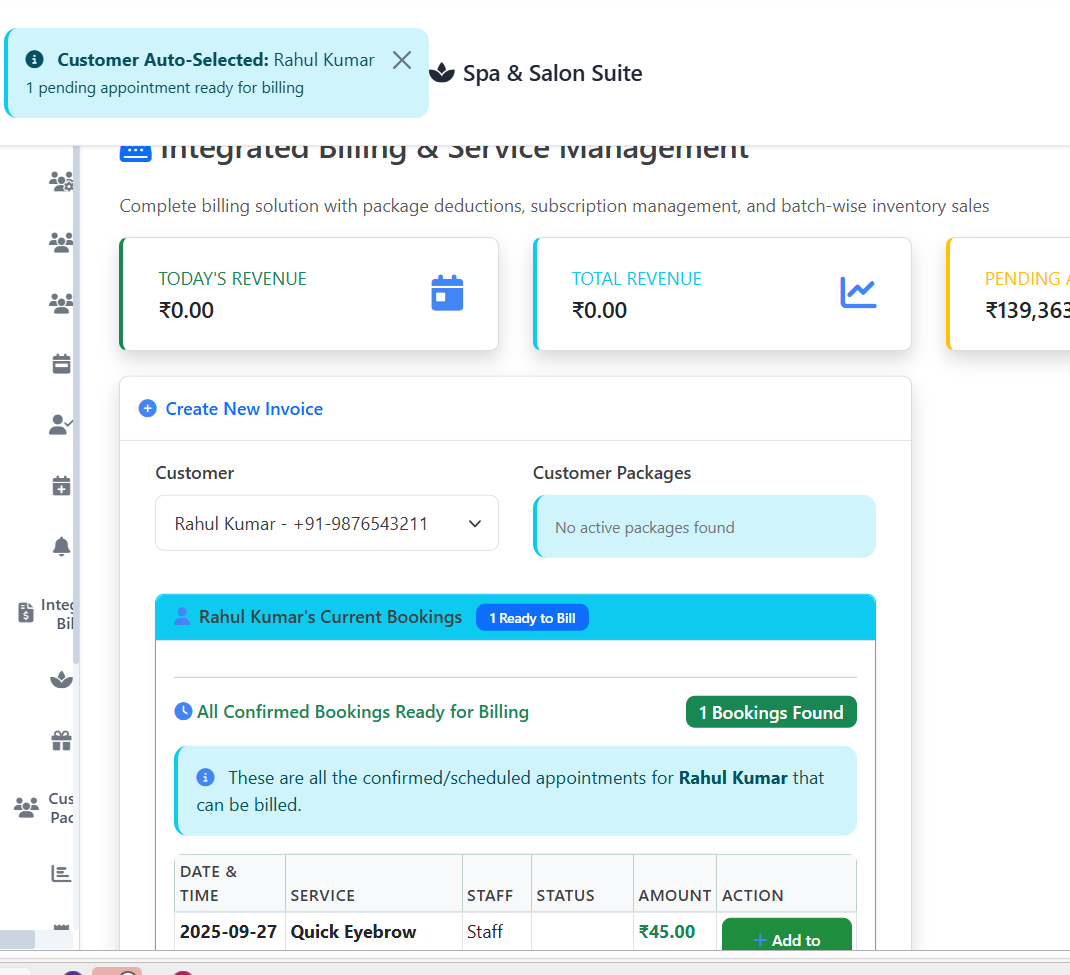 Customer Auto-Selected: Rahul Kumar
1 pending appointment ready for billing
Spa & Salon Suite
Integrated Billing & Service Management
Complete billing solution with package deductions, subscription management, and batch-wise inventory sales
TODAY'S REVENUE
₹0.00
TOTAL REVENUE
₹0.00
PENDING A
₹139,363
Create New Invoice
Customer
Rahul Kumar - +91-9876543211
Customer Packages
No active packages found
Rahul Kumar's Current Bookings
1 Ready to Bill
All Confirmed Bookings Ready for Billing
1 Bookings Found
These are all the confirmed/scheduled appointments for Rahul Kumar that
can be billed.
DATE &
TIME
SERVICE
STAFF
STATUS
AMOUNT
ACTION
2025-09-27
Quick Eyebrow
Staff
₹45.00
+ Add to
Integ
Bil
Cus
Pac